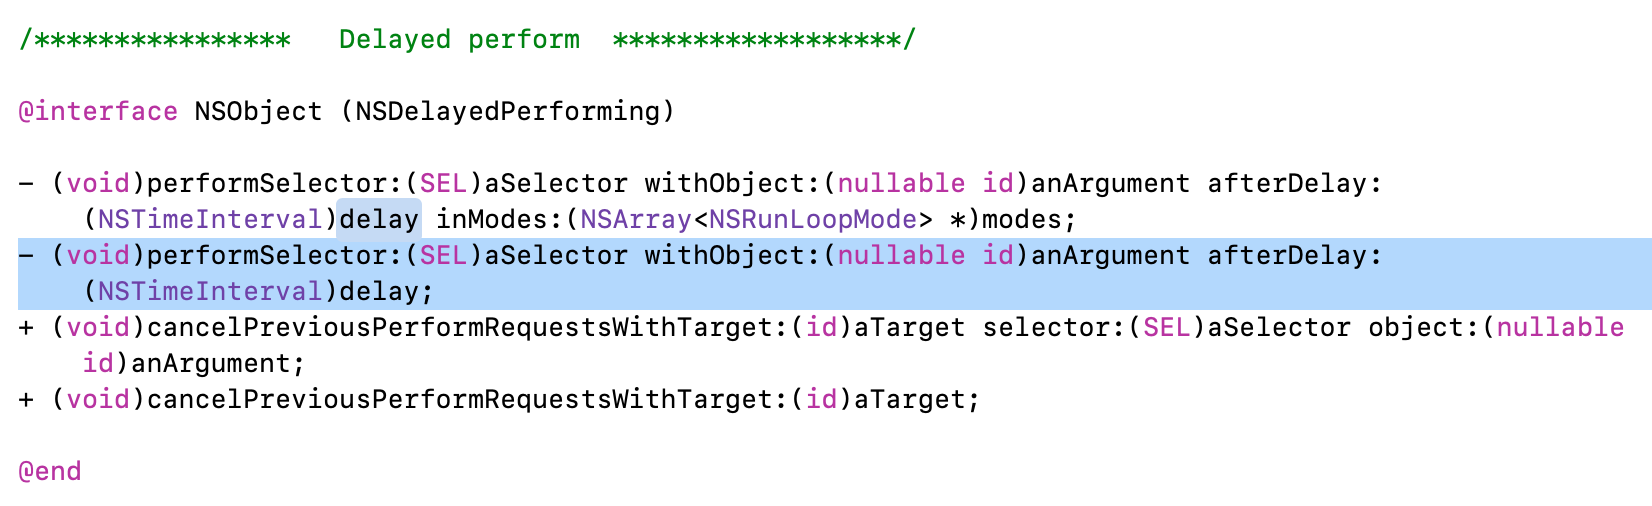 /****************   Delayed perform  ******************/
@interface NSObject (NSDelayedPerforming)
- (void)performSelector:(SEL)aSelector withObject:(nullable id)anArgument afterDelay:
(NSTimeInterval)delay inModes:(NSArray<NSRunLoopMode> *)modes;
- (void)performSelector:(SEL)aSelector withObject:(nullable id)anArgument afterDelay:
(NSTimeInterval)delay;
+ (void)cancelPreviousPerformRequestsWithTarget:(id)aTarget selector:(SEL)aSelector object:(nullable
id)anArgument;
+ (void)cancelPreviousPerformRequestsWithTarget:(id)aTarget;
@end